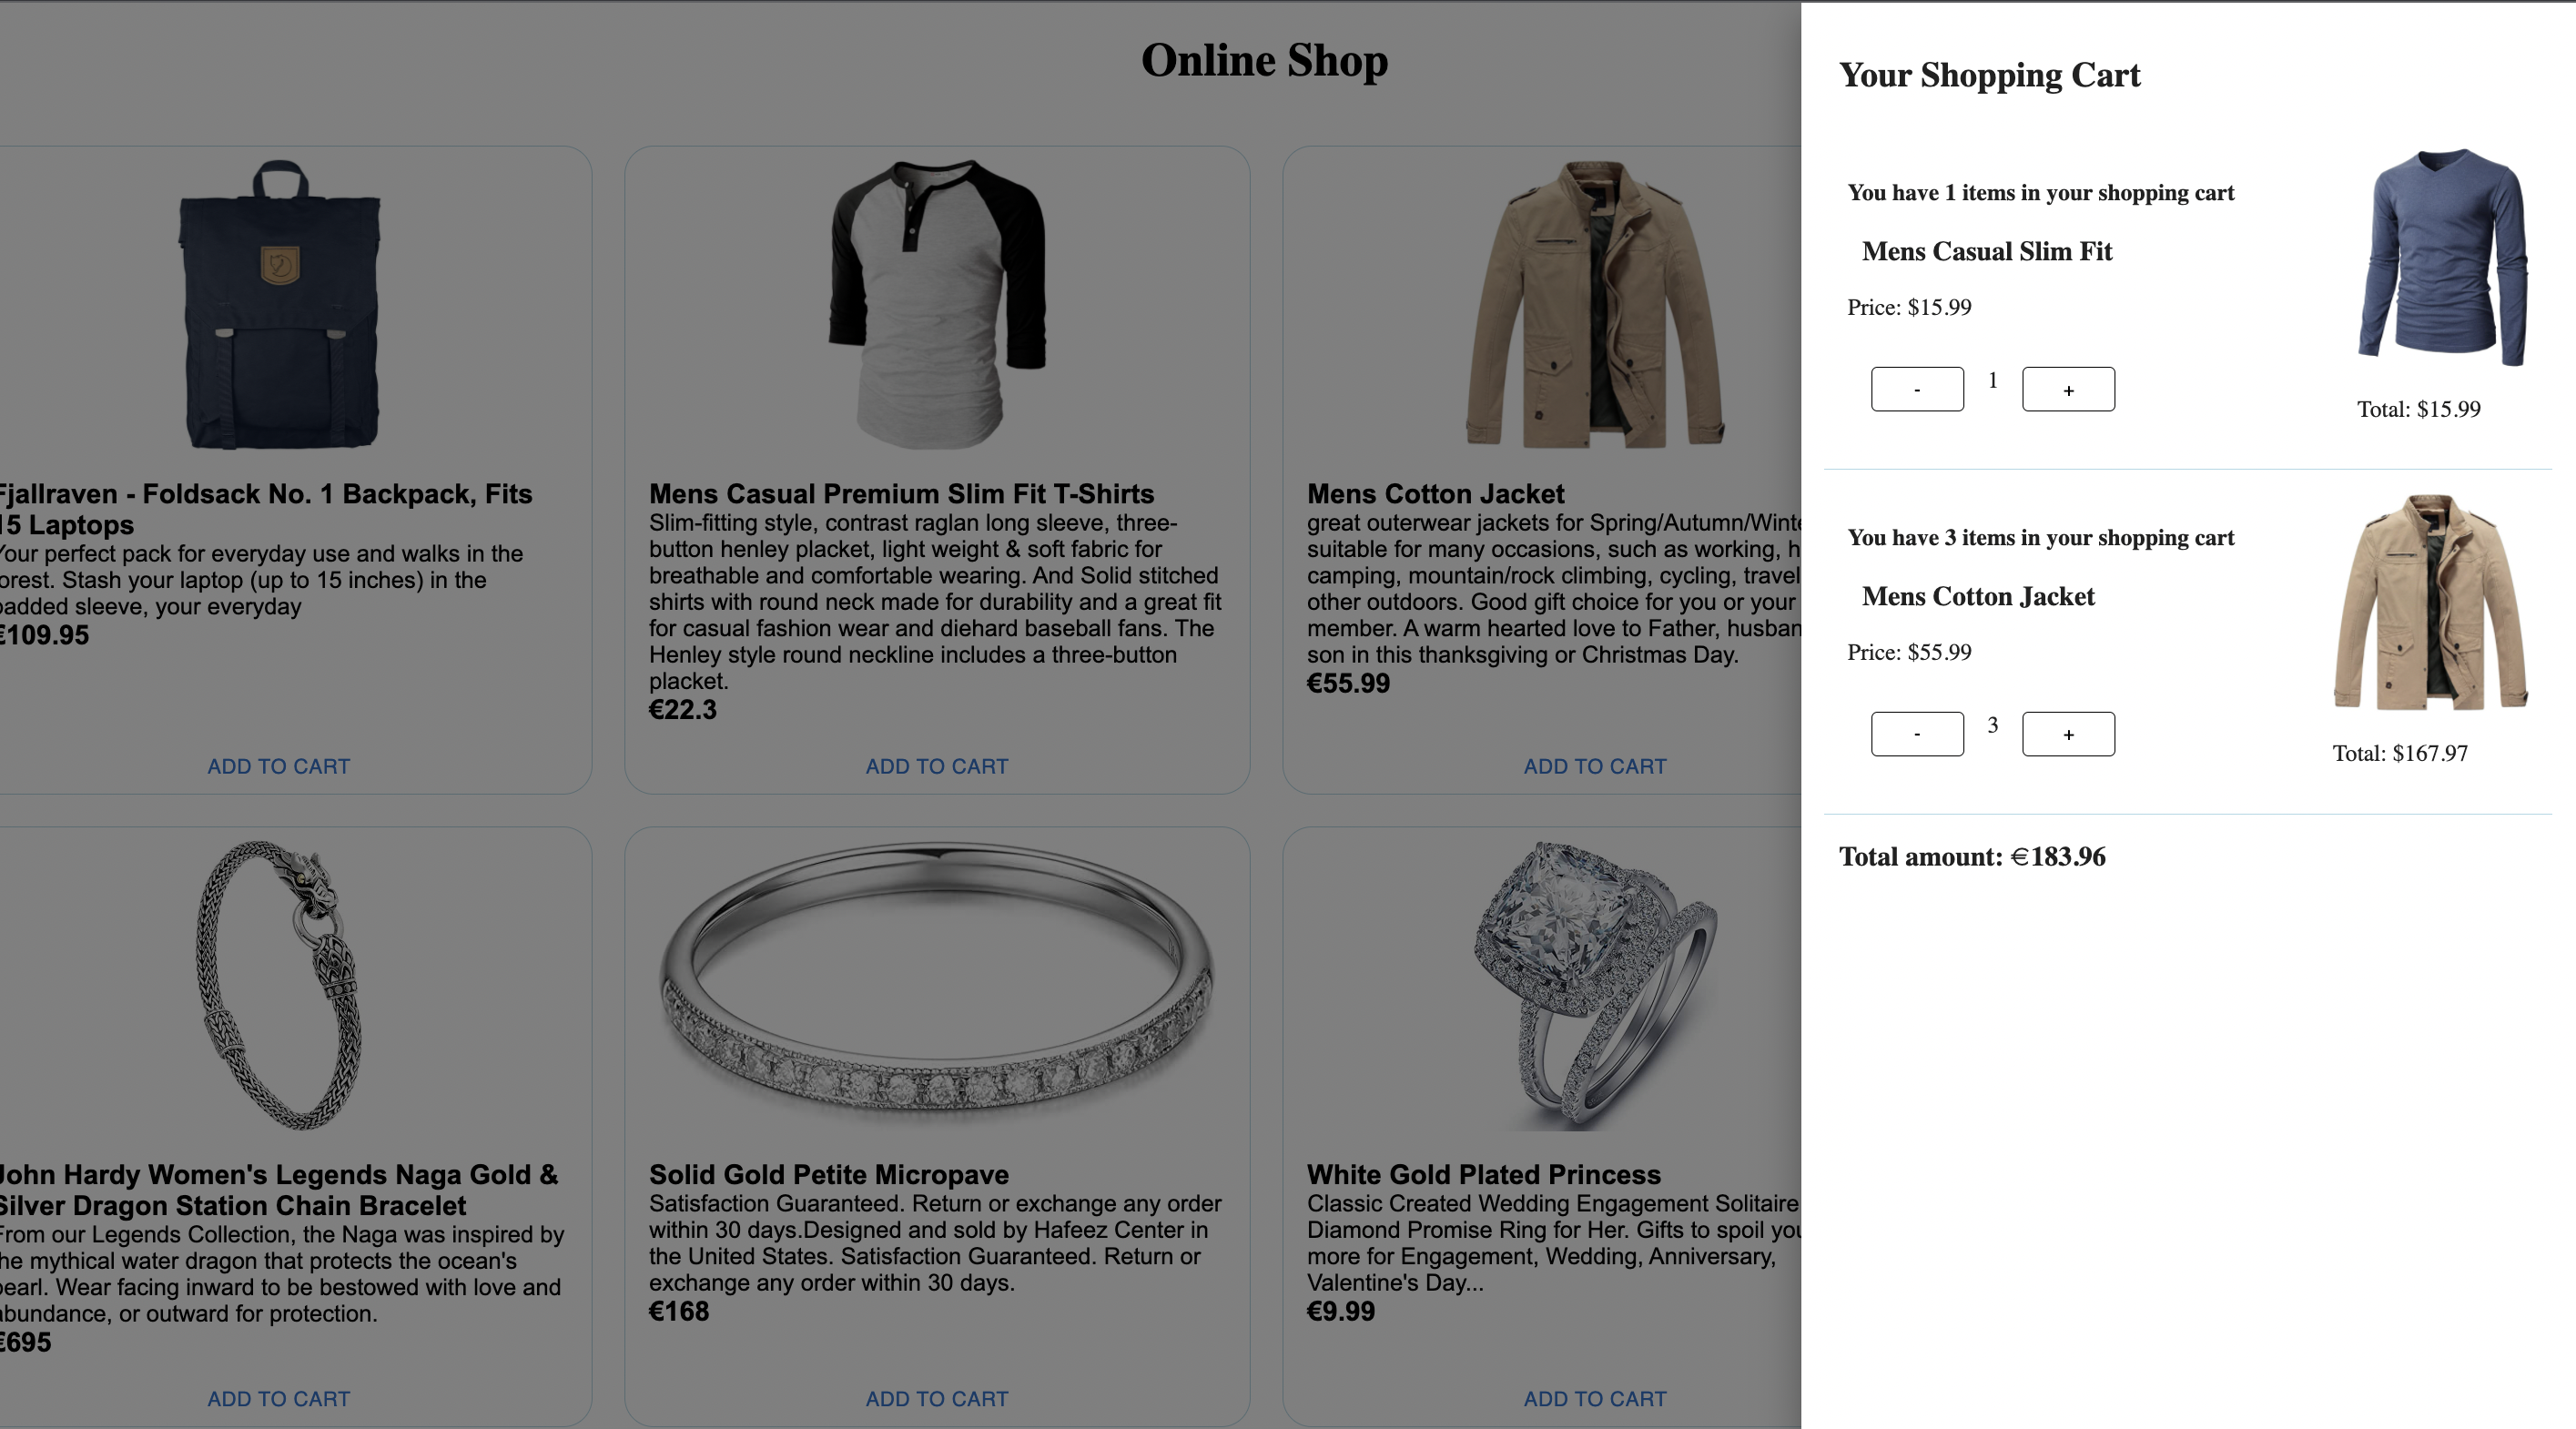 Online Shop
Fjallraven - Foldsack No. 1 Backpack, Fits
15 Laptops
Your perfect pack for everyday use and walks in the
forest. Stash your laptop (up to 15 inches) in the
padded sleeve, your everyday
€109.95
ADD TO CART
Mens Casual Premium Slim Fit T-Shirts
Slim-fitting style, contrast raglan long sleeve, three-
button henley placket, light weight & soft fabric for
breathable and comfortable wearing. And Solid stitched
shirts with round neck made for durability and a great fit
for casual fashion wear and diehard baseball fans. The
Henley style round neckline includes a three-button
placket.
€22.3
ADD TO CART
Mens Cotton Jacket
great outerwear jackets for Spring/Autumn/Winte
suitable for many occasions, such as working, h
camping, mountain/rock climbing, cycling, travel
other outdoors. Good gift choice for you or your
member. A warm hearted love to Father, husban
son in this thanksgiving or Christmas Day.
€55.99
ADD TO CART
John Hardy Women's Legends Naga Gold &
Silver Dragon Station Chain Bracelet
From our Legends Collection, the Naga was inspired by
the mythical water dragon that protects the ocean's
pearl. Wear facing inward to be bestowed with love and
abundance, or outward for protection.
€695
ADD TO CART
Solid Gold Petite Micropave
Satisfaction Guaranteed. Return or exchange any order
within 30 days.Designed and sold by Hafeez Center in
the United States. Satisfaction Guaranteed. Return or
exchange any order within 30 days.
€168
ADD TO CART
White Gold Plated Princess
Classic Created Wedding Engagement Solitaire
Diamond Promise Ring for Her. Gifts to spoil you
more for Engagement, Wedding, Anniversary,
Valentine's Day...
€9.99
ADD TO CART
Your Shopping Cart
You have 1 items in your shopping cart
Mens Casual Slim Fit
Price: $15.99
- 1 +
Total: $15.99
You have 3 items in your shopping cart
Mens Cotton Jacket
Price: $55.99
- 3 +
Total: $167.97
Total amount: €183.96